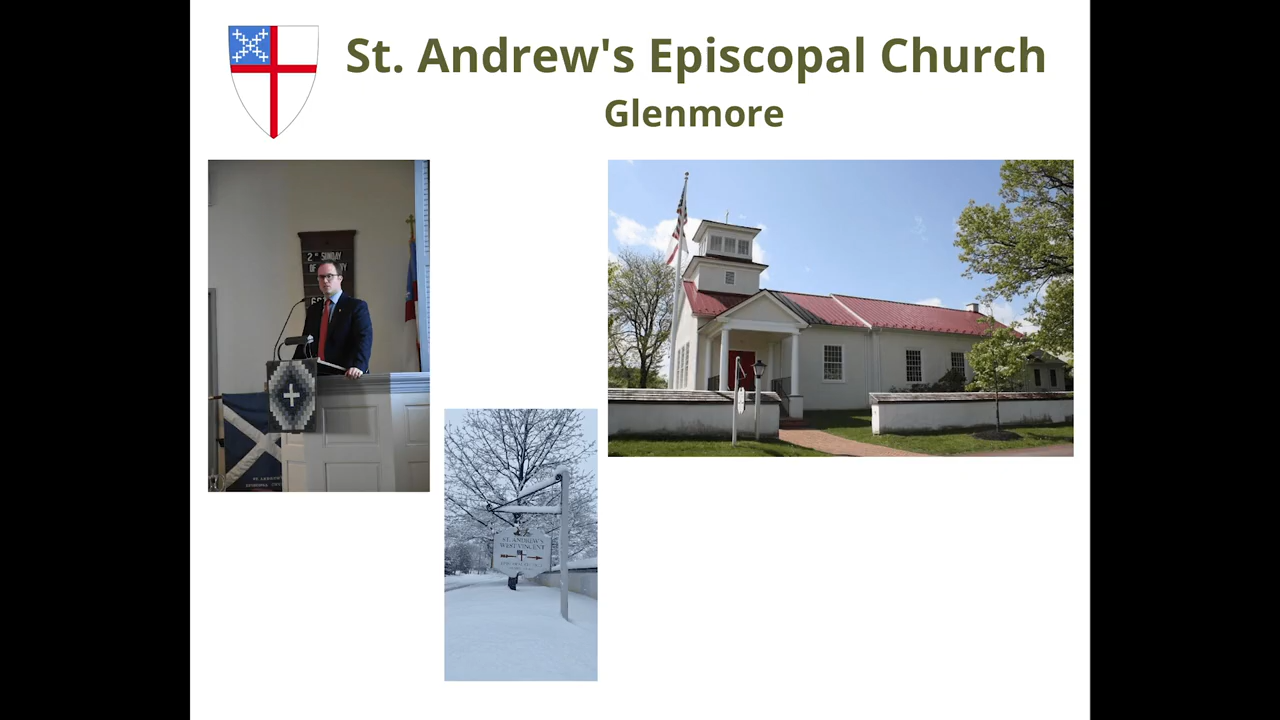 St. Andrew's Episcopal Church
Glenmore
2ND SUNDAY
ST. ANDREW'S
WEST VINCENT